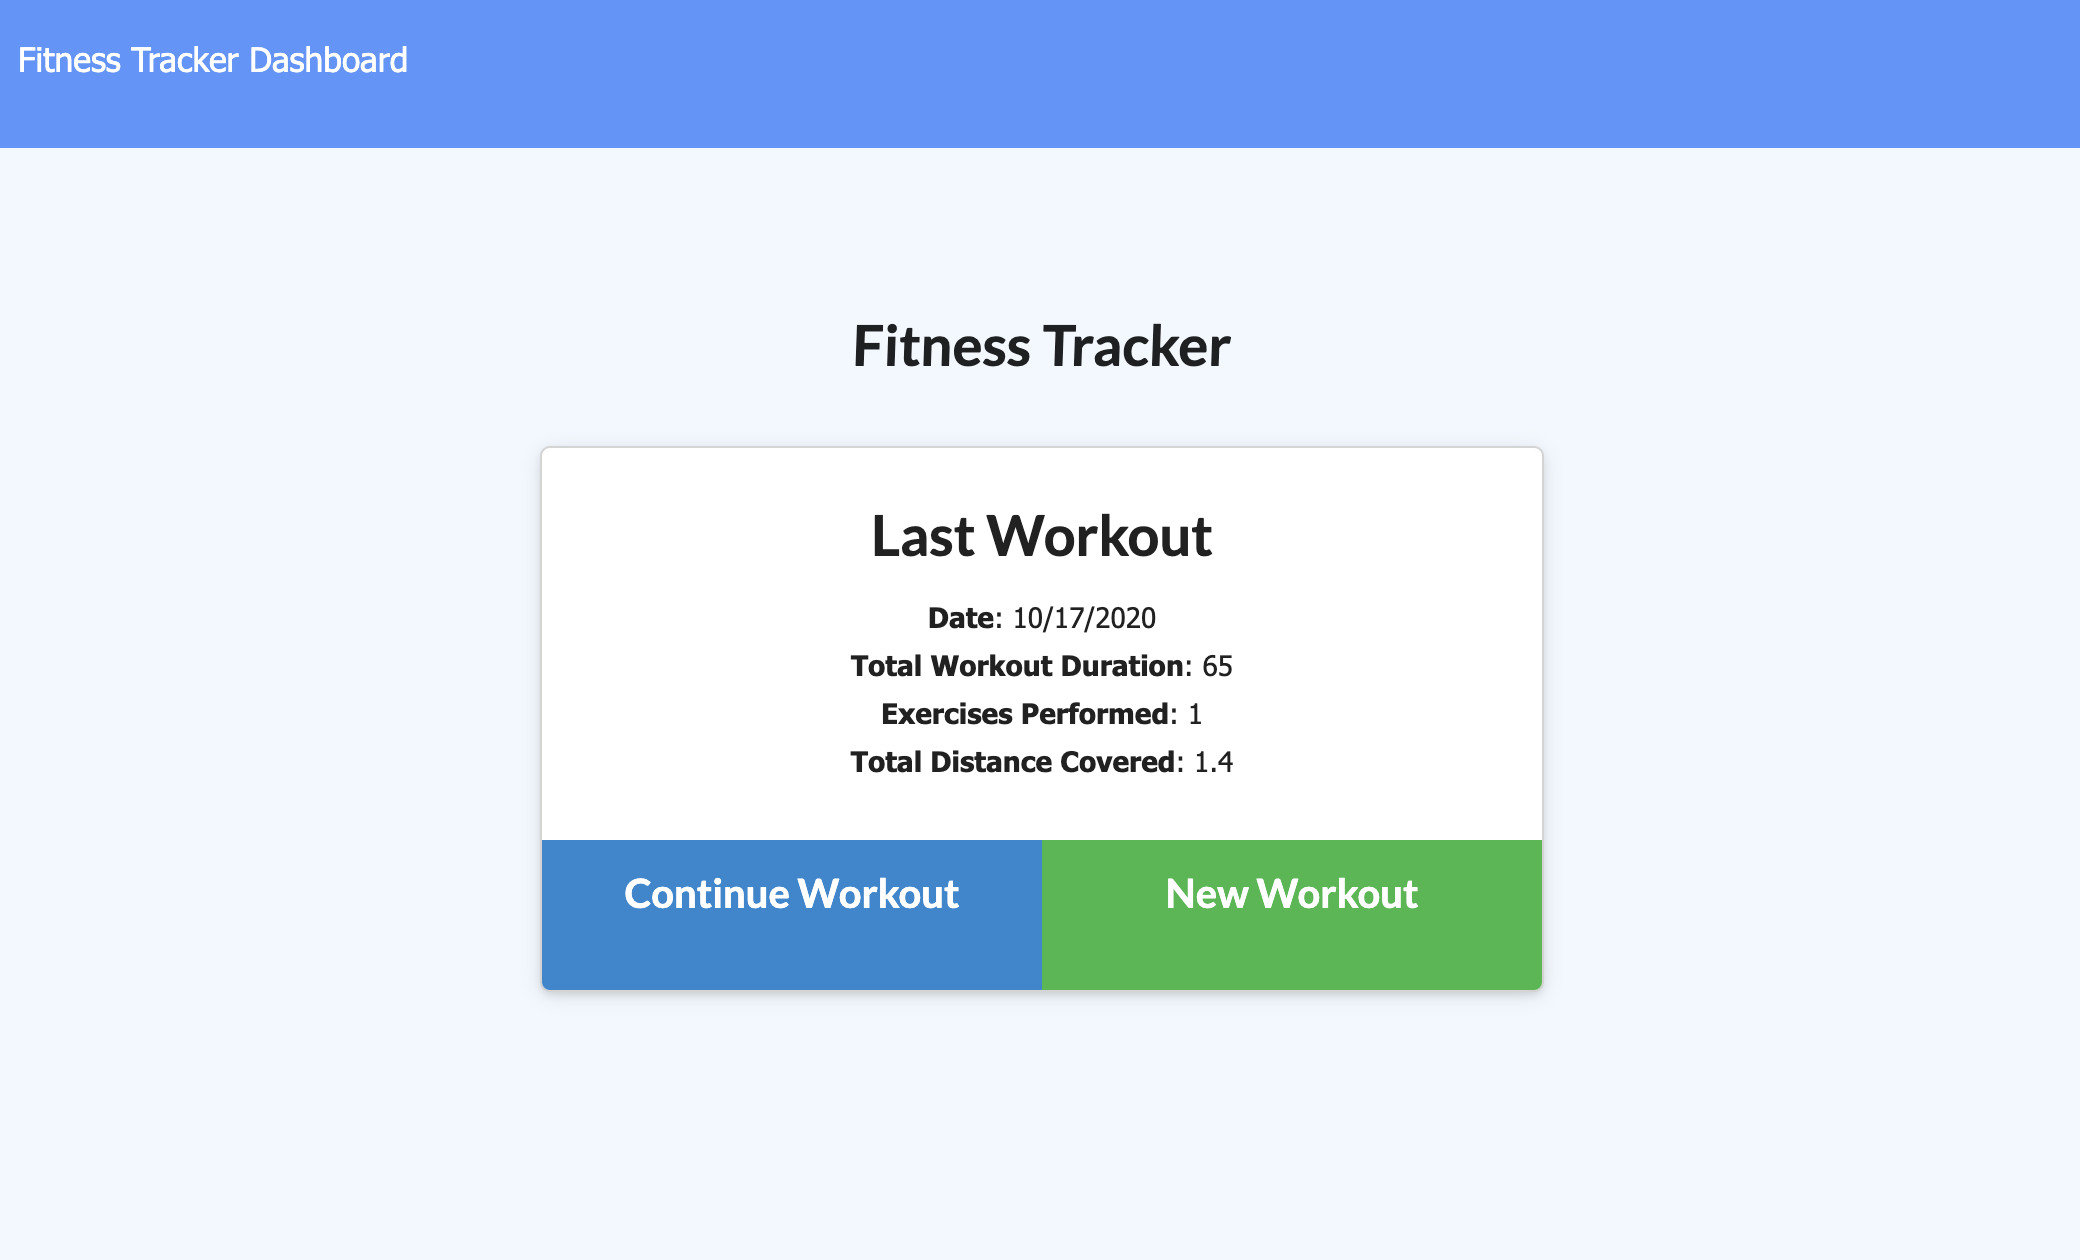 Fitness Tracker Dashboard
Fitness Tracker
Last Workout
Date: 10/17/2020
Total Workout Duration: 65
Exercises Performed: 1
Total Distance Covered: 1.4
Continue Workout
New Workout